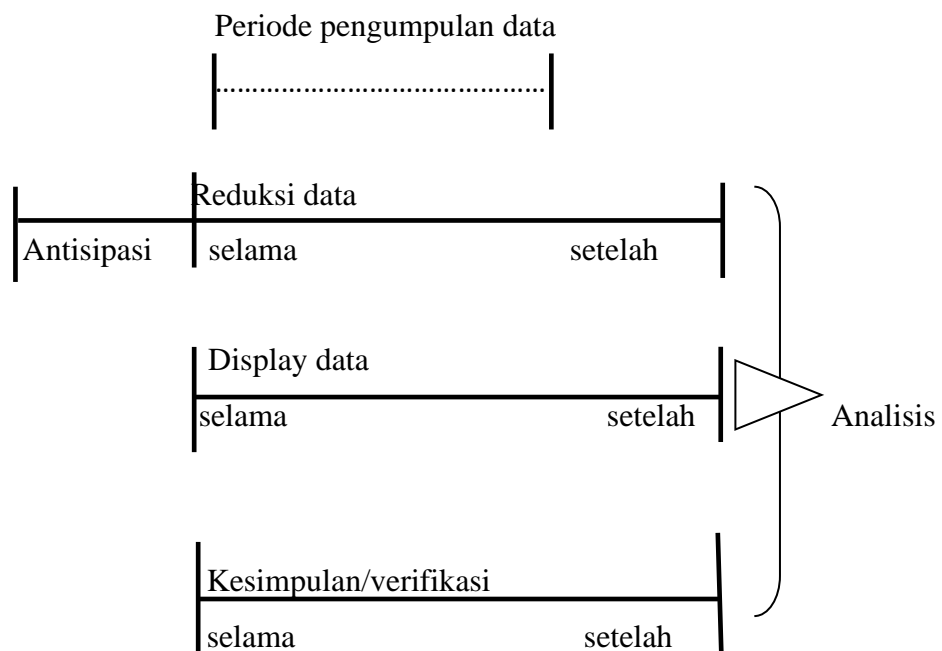 Periode pengumpulan data
Reduksi data
Antisipasi selama setelah
Display data
selama setelah
Analisis
Kesimpulan/verifikasi
selama setelah